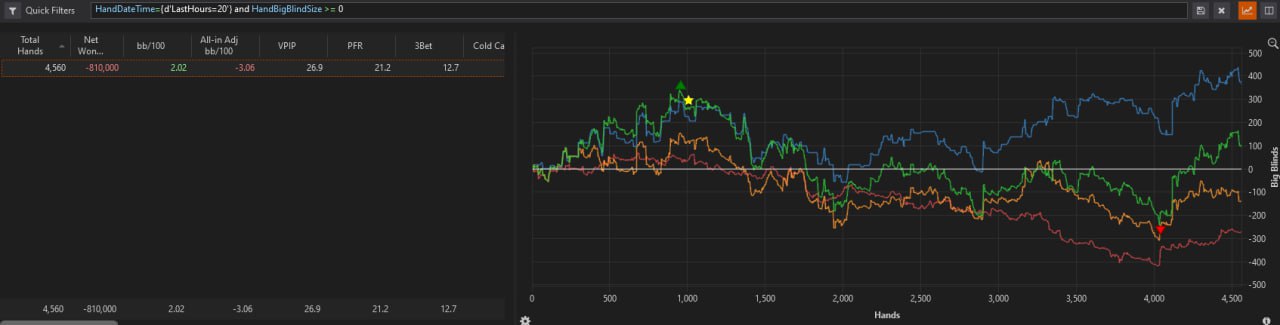 Quick Filters HandDateTime={d'LastHours=20'} and HandBigBlindSize >= 0
Total Hands Net Won... bb/100 All-in Adj bb/100 VPIP PFR 3Bet Cold Ca
4,560 -810,000 2.02 -3.06 26.9 21.2 12.7
4,560 -810,000 2.02 -3.06 26.9 21.2 12.7
500
400
300
200
100
0
-100
-200
-300
-400
-500
Big Blinds
0 500 1,000 1,500 2,000 2,500 3,000 3,500 4,000 4,500
Hands